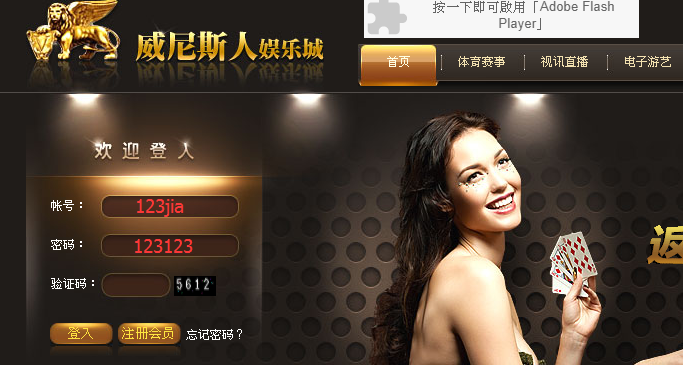 按一下即可啟用「Adobe Flash
Player」
威尼斯人娱乐城
首页
体育赛事
视讯直播
电子游艺
欢迎登入
帐号：
123jia
密码：
123123
验证码：
5612
登入
注册会员
忘记密码？
返